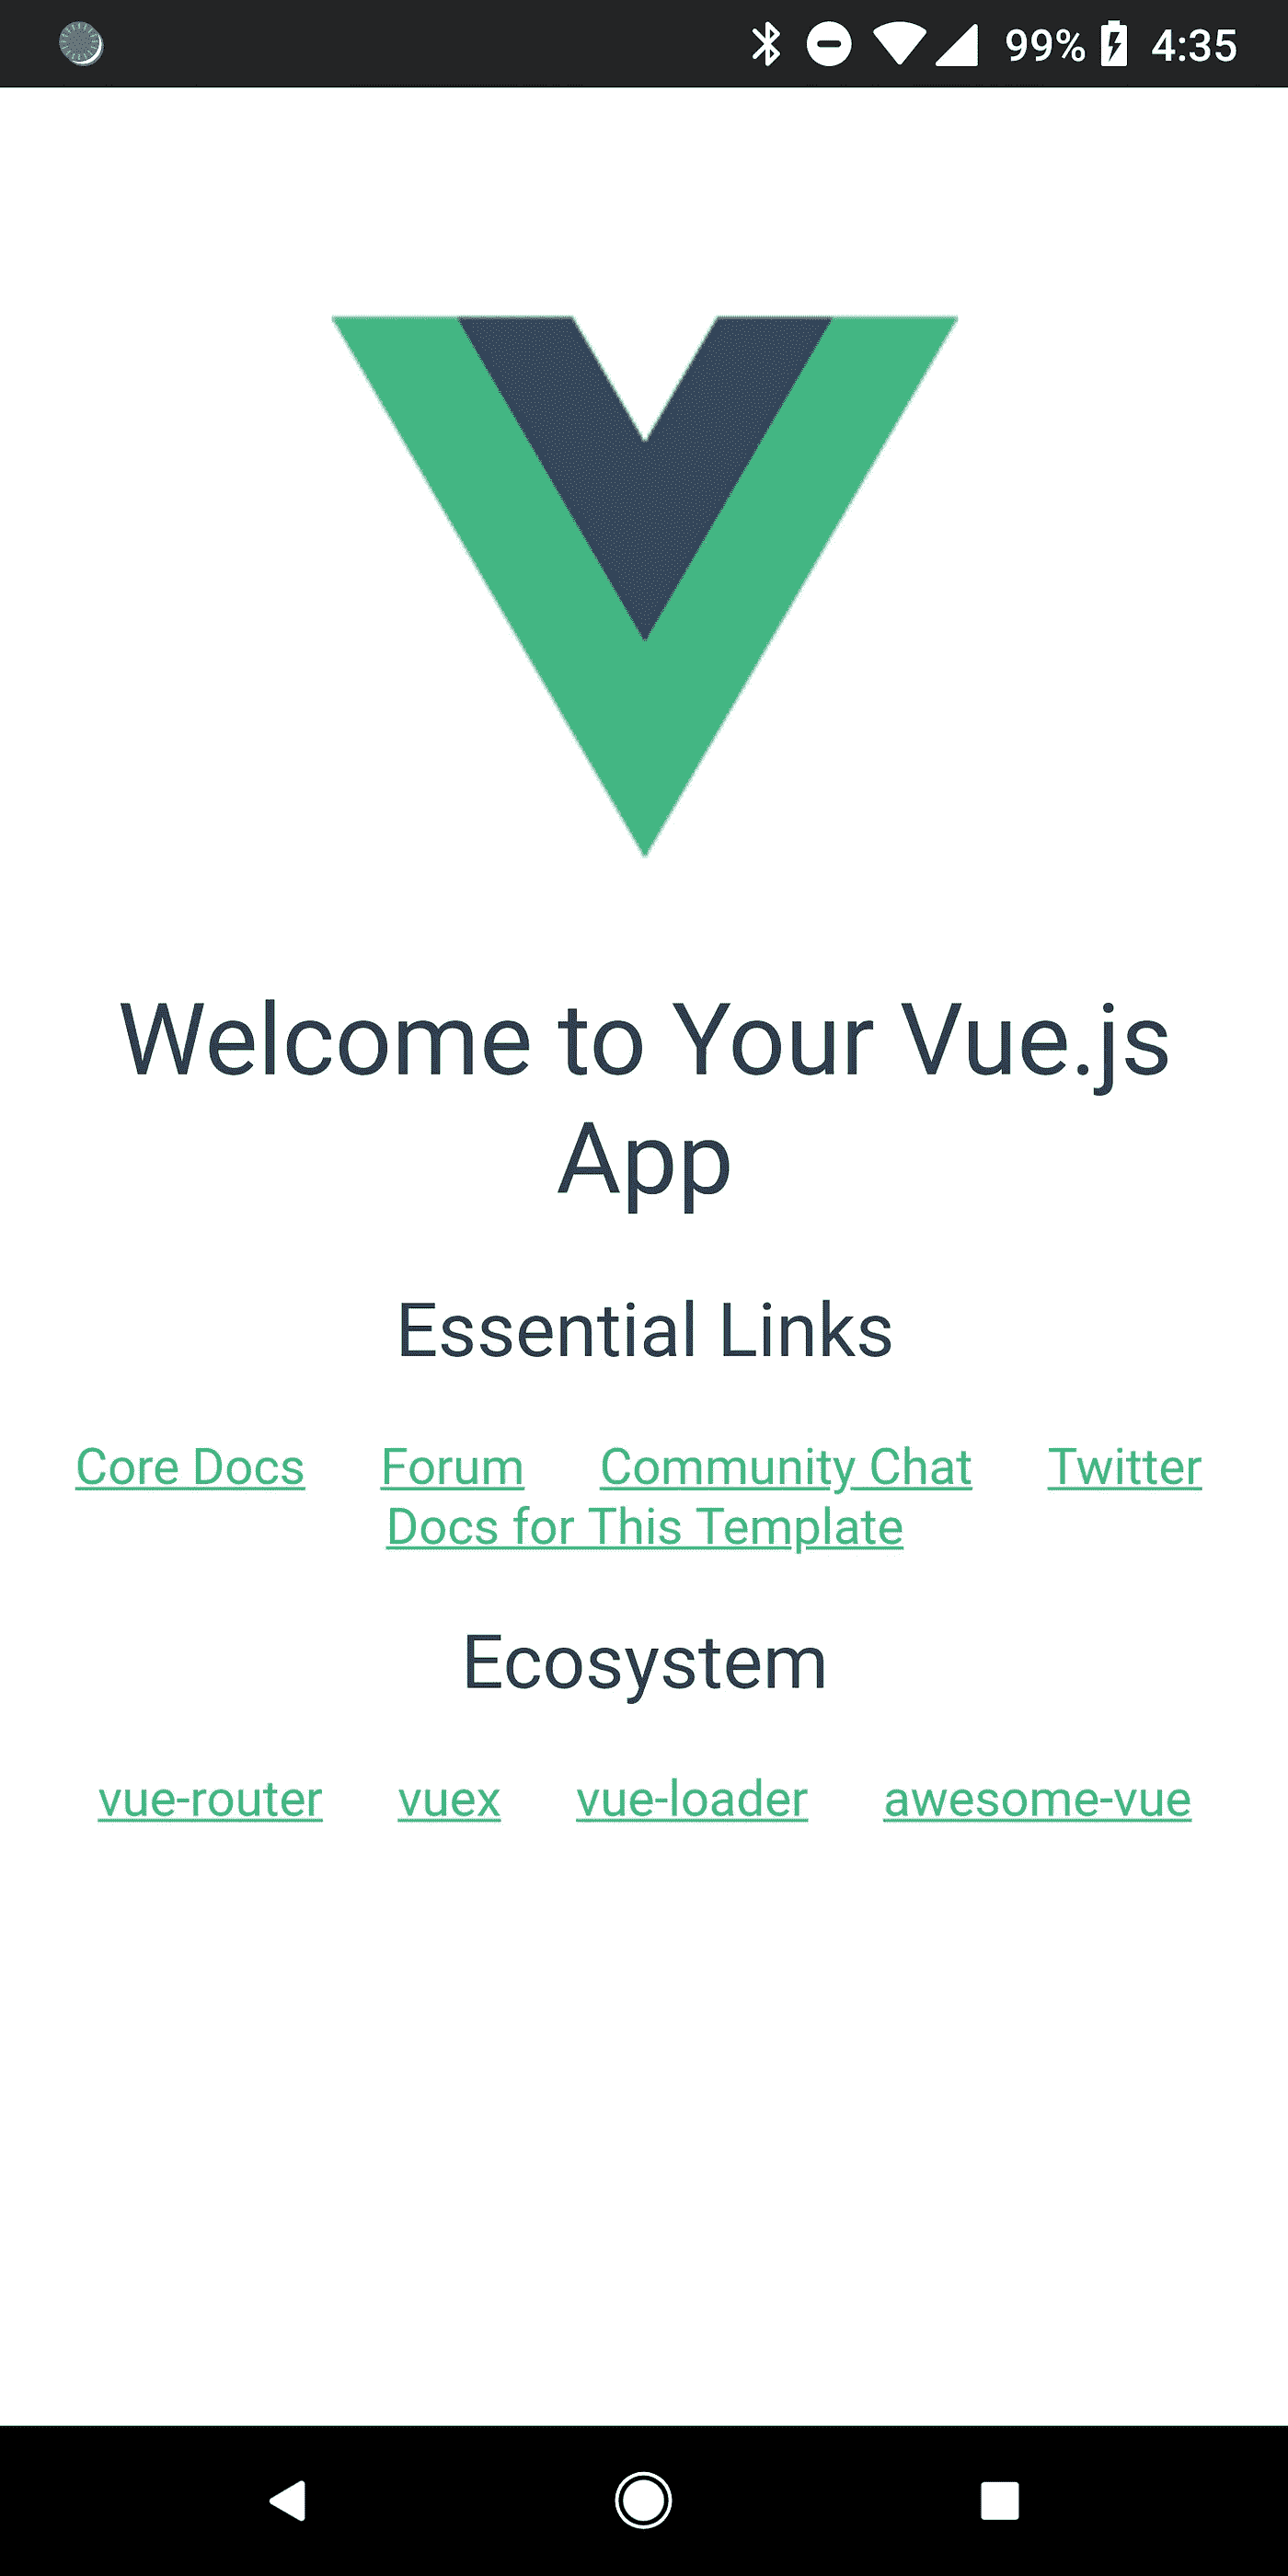 99% 4:35
Welcome to Your Vue.js
App
Essential Links
Core Docs Forum Community Chat Twitter
Docs for This Template
Ecosystem
vue-router vuex vue-loader awesome-vue